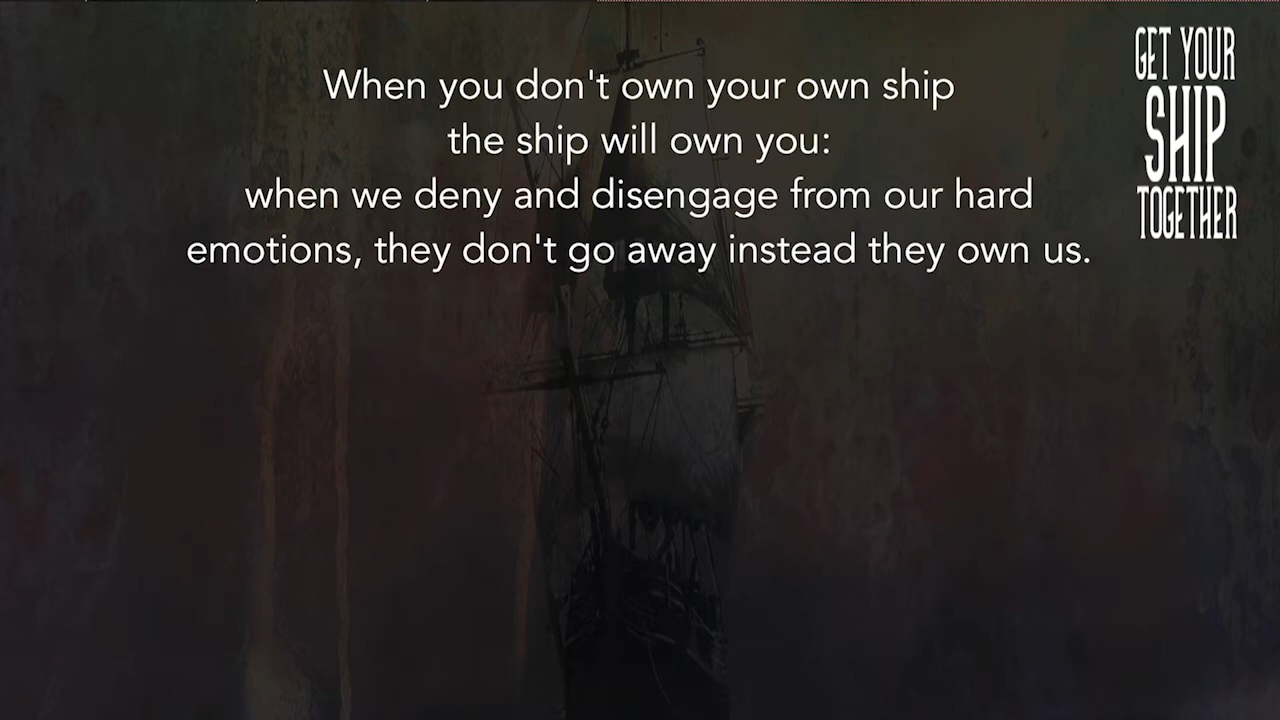 When you don't own your own ship
the ship will own you:
when we deny and disengage from our hard
emotions, they don't go away instead they own us.
GET YOUR
SHIP
TOGETHER